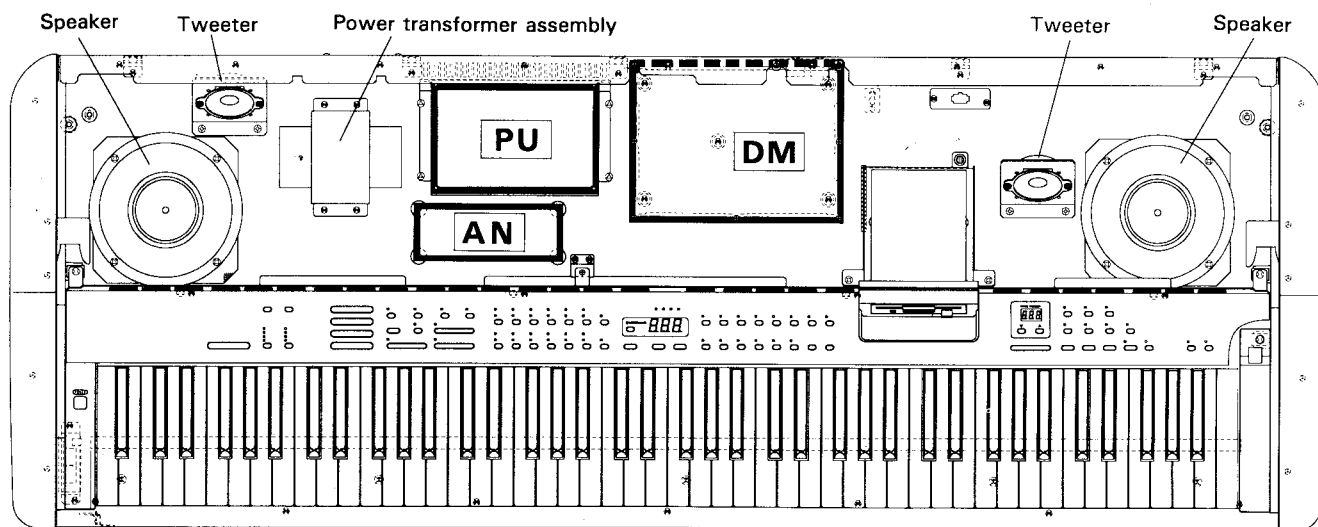 Speaker
Tweeter
Power transformer assembly
Tweeter
Speaker
PU
DM
AN